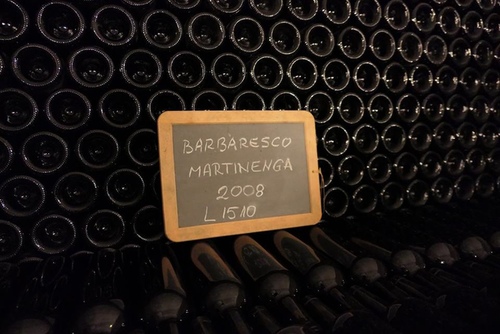 BARBARESCO
MARTINENGA
2008
L 1510